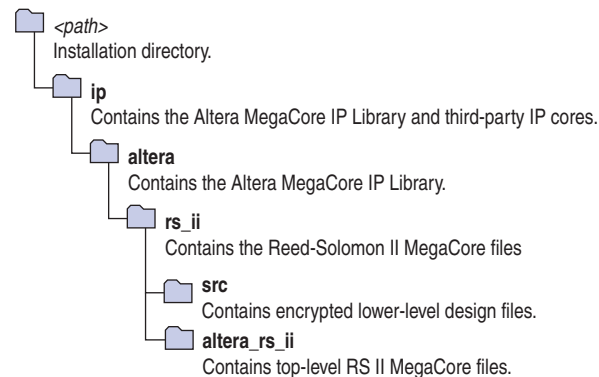 <path>
Installation directory.
ip
Contains the Altera MegaCore IP Library and third-party IP cores.
altera
Contains the Altera MegaCore IP Library.
rs_ii
Contains the Reed-Solomon II MegaCore files
src
Contains encrypted lower-level design files.
altera_rs_ii
Contains top-level RS II MegaCore files.